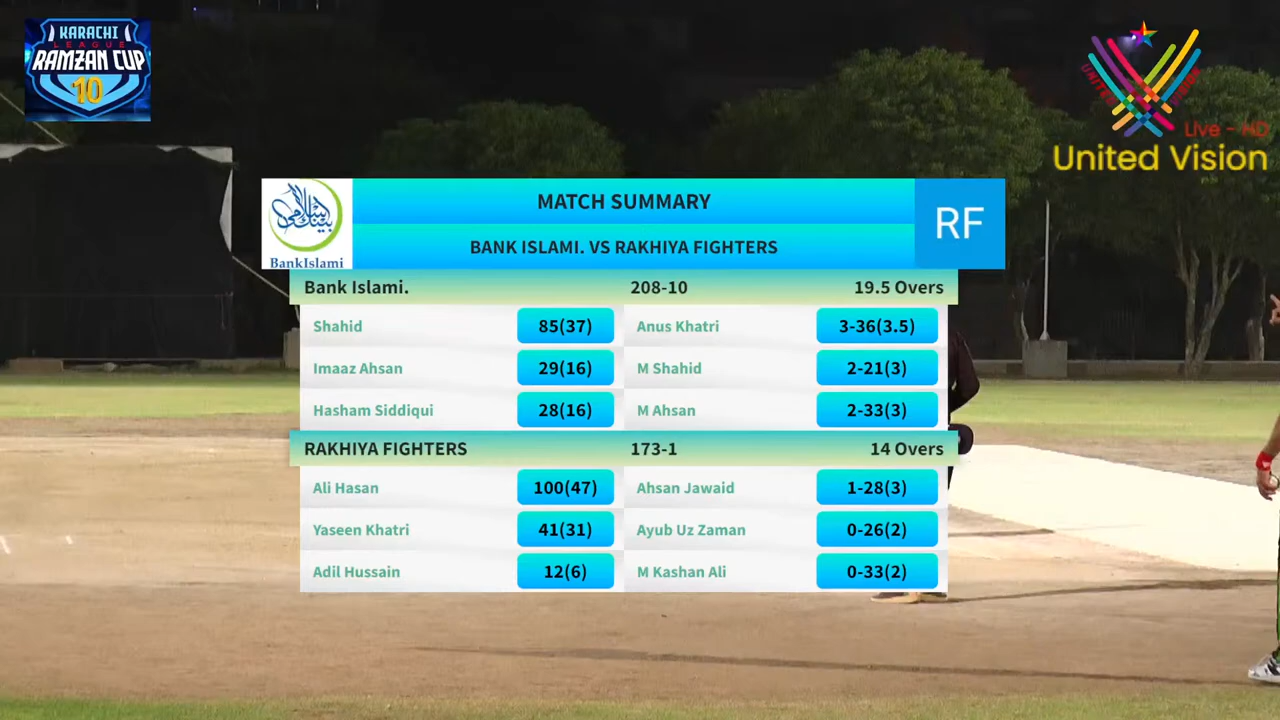 KARACHI
LEAGUE
RAMZAN CUP
10
UNITED VISION
Live - HD
United Vision
بینک اسلامی
BankIslami
MATCH SUMMARY
RF
BANK ISLAMI. VS RAKHIYA FIGHTERS
Bank Islami. 208-10 19.5 Overs
Shahid 85(37) Anus Khatri 3-36(3.5)
Imaaz Ahsan 29(16) M Shahid 2-21(3)
Hasham Siddiqui 28(16) M Ahsan 2-33(3)
RAKHIYA FIGHTERS 173-1 14 Overs
Ali Hasan 100(47) Ahsan Jawaid 1-28(3)
Yaseen Khatri 41(31) Ayub Uz Zaman 0-26(2)
Adil Hussain 12(6) M Kashan Ali 0-33(2)